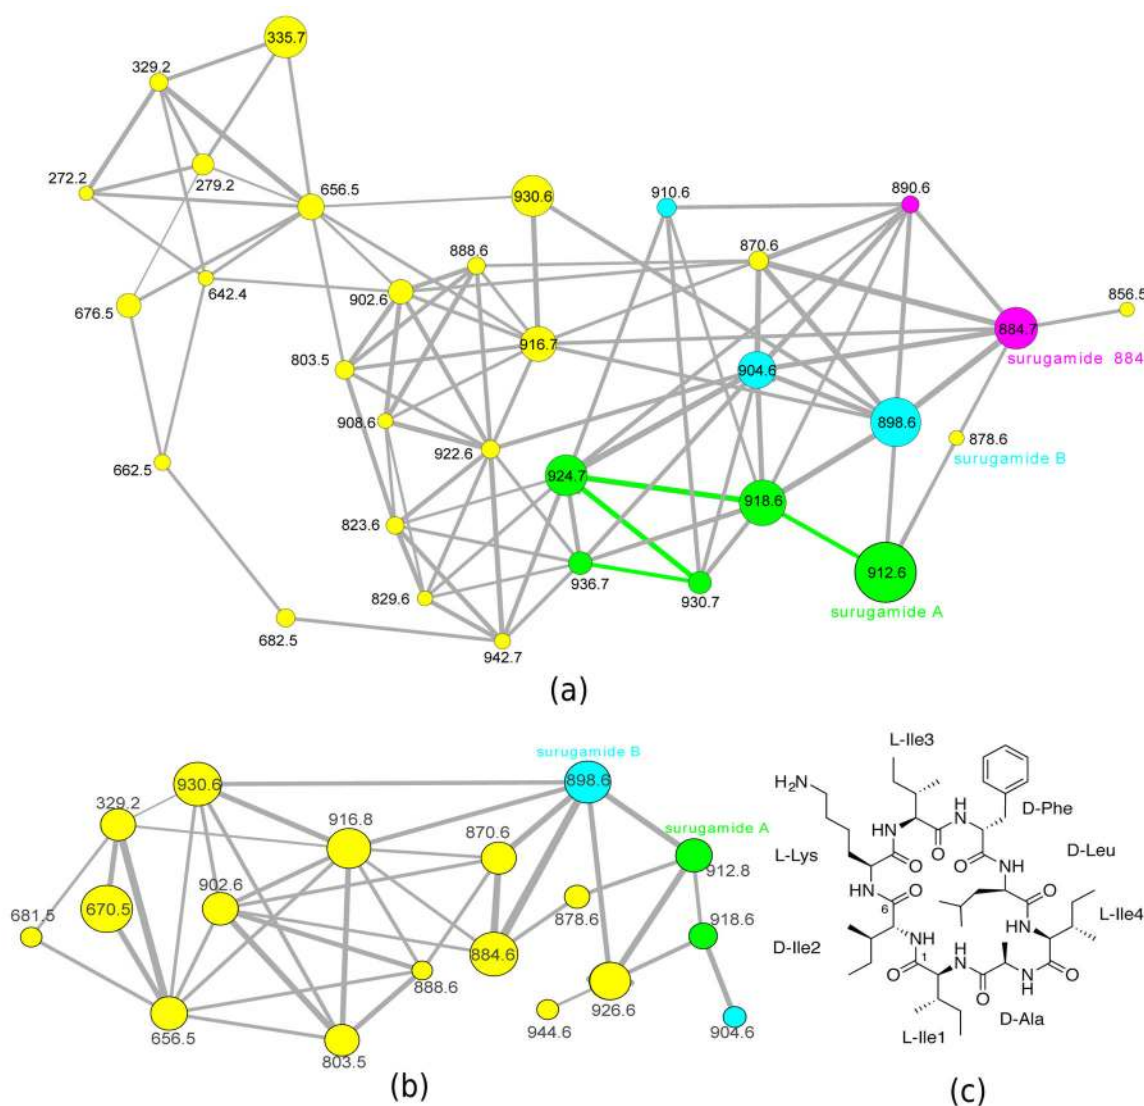 335.7
329.2
272.2
279.2
656.5
930.6
910.6
890.6
888.6
870.6
856.5
676.5
642.4
902.6
884.7
surugamide 884
916.7
803.5
904.6
908.6
898.6
922.6
878.6
surugamide B
662.5
924.7
918.6
823.6
912.6
936.7
930.7
surugamide A
829.6
682.5
942.7
(a)
surugamide B
930.6
898.6
329.2
916.8
surugamide A
870.6
912.8
902.6
670.5
681.5
878.6
918.6
884.6
888.6
926.6
944.6
904.6
656.5
803.5
(b)
L-Ile3
H₂N
D-Phe
HN
H
N
O
O
L-Lys
NH
D-Leu
HN
O
O
6
HN
L-Ile4
D-Ile2
NH
1
O
H
N
O
N
H
O
L-Ile1
D-Ala
(c)